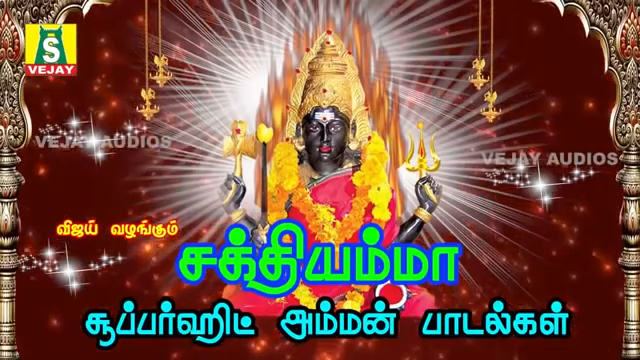 S
VEJAY
VEJAY AUDIOS
VEJAY AUDIOS
விஜய் வழங்கும்
சக்தியம்மா
சூப்பர்ஹிட் அம்மன் பாடல்கள்